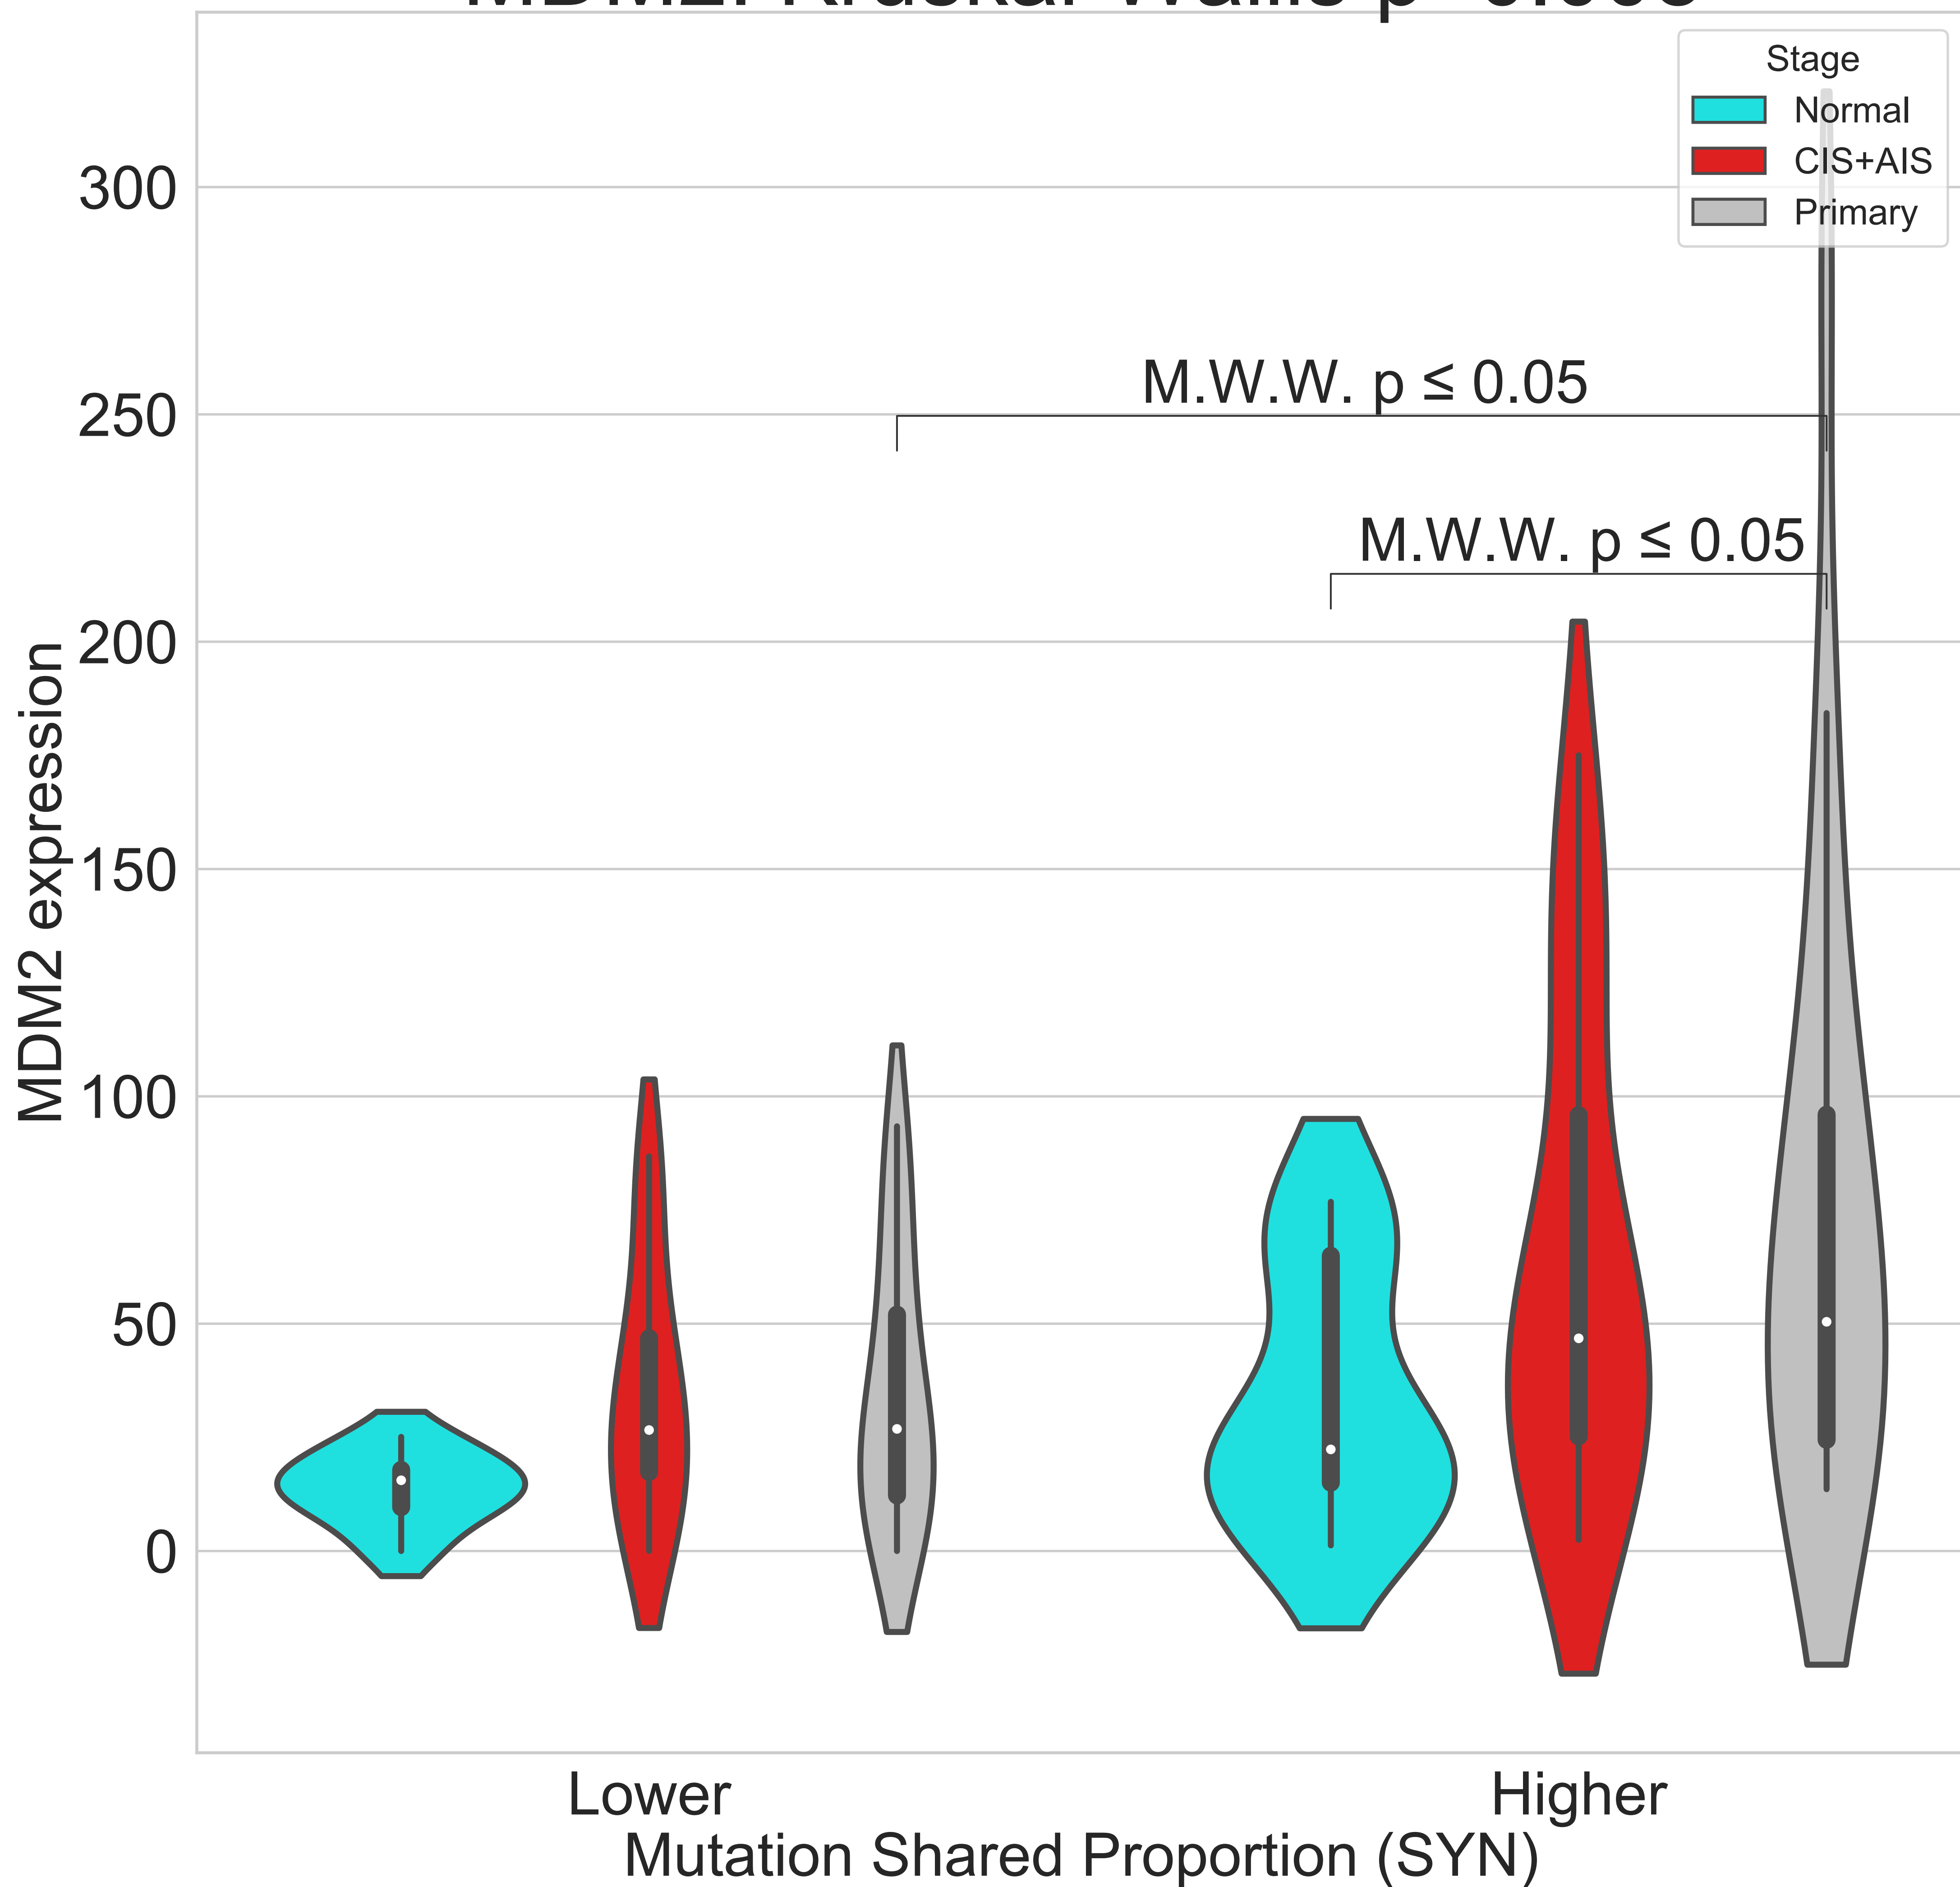 Stage
Normal
CIS+AIS
Primary
300
250
200
150
100
50
0
M.W.W. p ≤ 0.05
M.W.W. p ≤ 0.05
MDM2 expression
Lower
Higher
Mutation Shared Proportion (SYN)